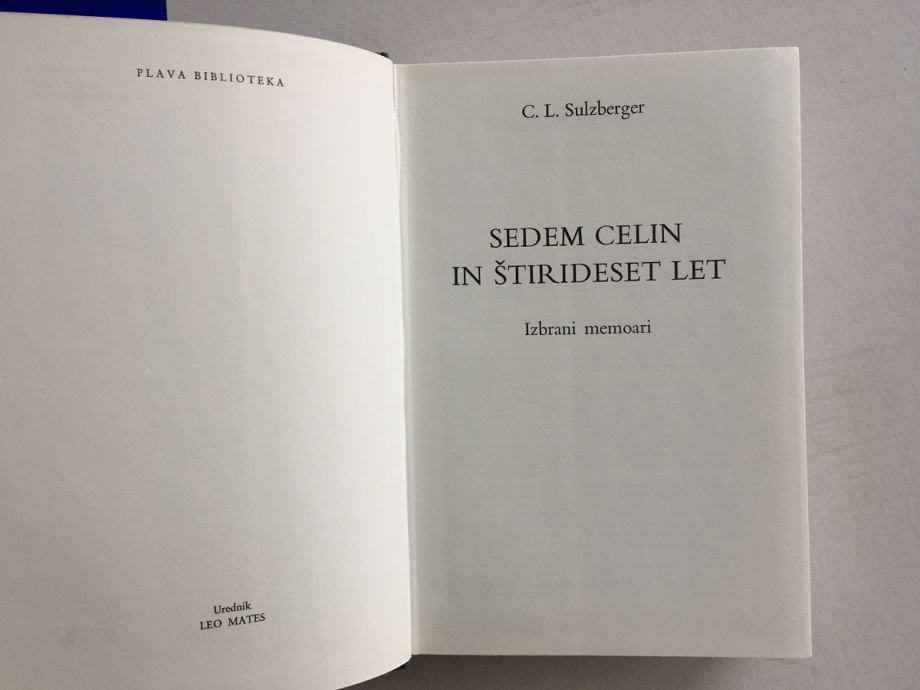 PLAVA BIBLIOTEKA
Urednik
LEO MATES
C. L. Sulzberger
SEDEM CELIN
IN ŠTIRIDESET LET
Izbrani memoari